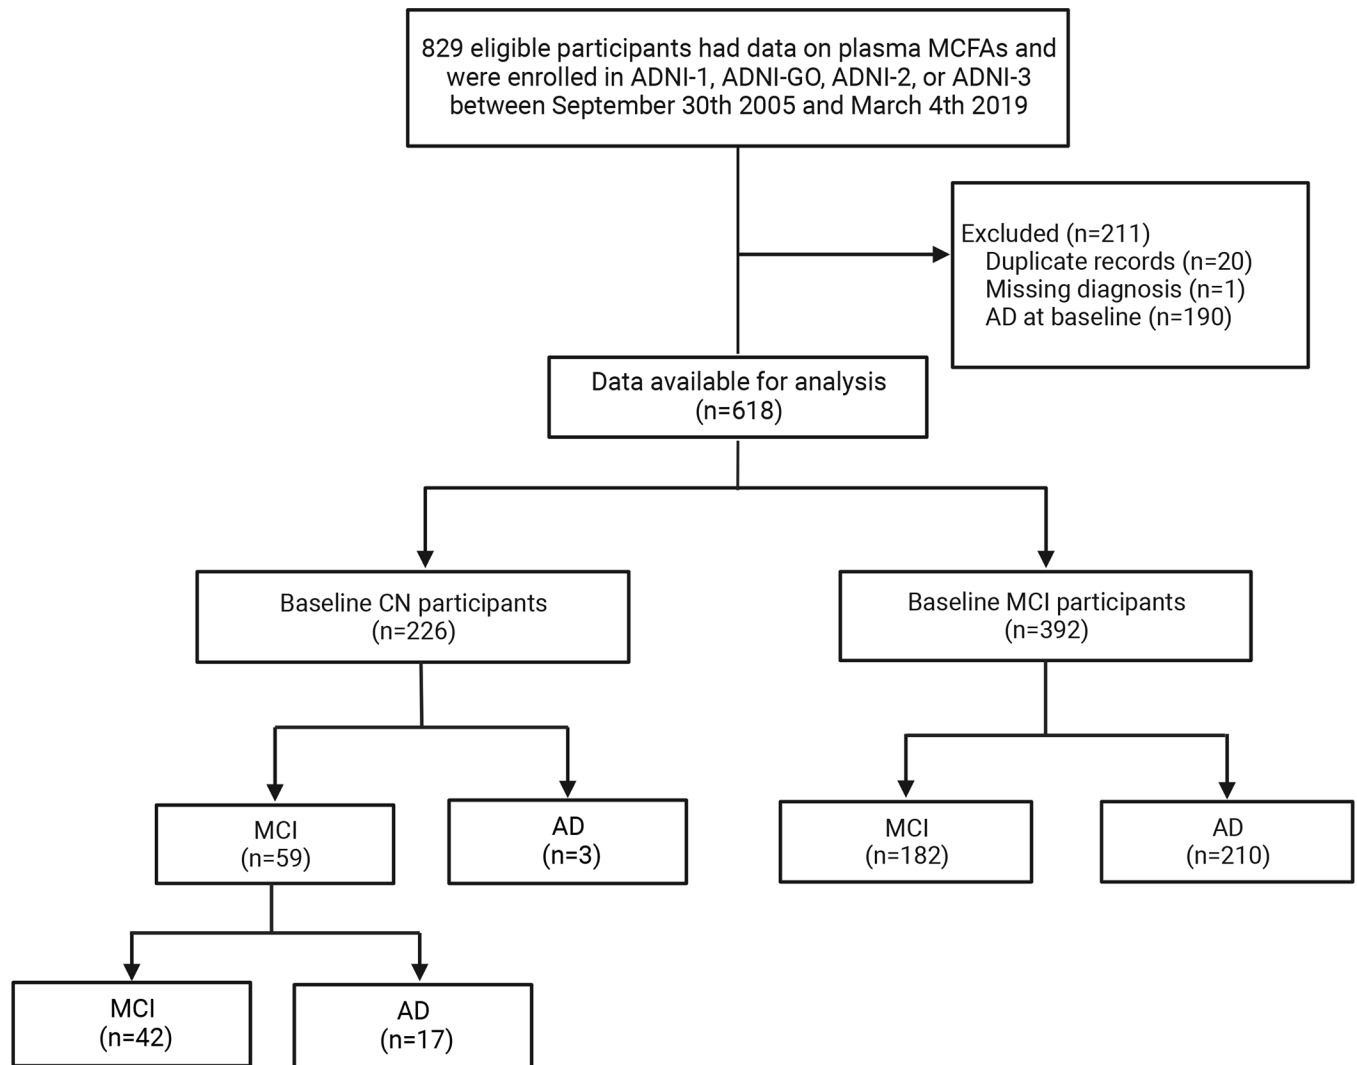 829 eligible participants had data on plasma MCFAs and
were enrolled in ADNI-1, ADNI-GO, ADNI-2, or ADNI-3
between September 30th 2005 and March 4th 2019
Excluded (n=211)
Duplicate records (n=20)
Missing diagnosis (n=1)
AD at baseline (n=190)
Data available for analysis
(n=618)
Baseline CN participants
(n=226)
Baseline MCI participants
(n=392)
MCI
(n=59)
AD
(n=3)
MCI
(n=182)
AD
(n=210)
MCI
(n=42)
AD
(n=17)